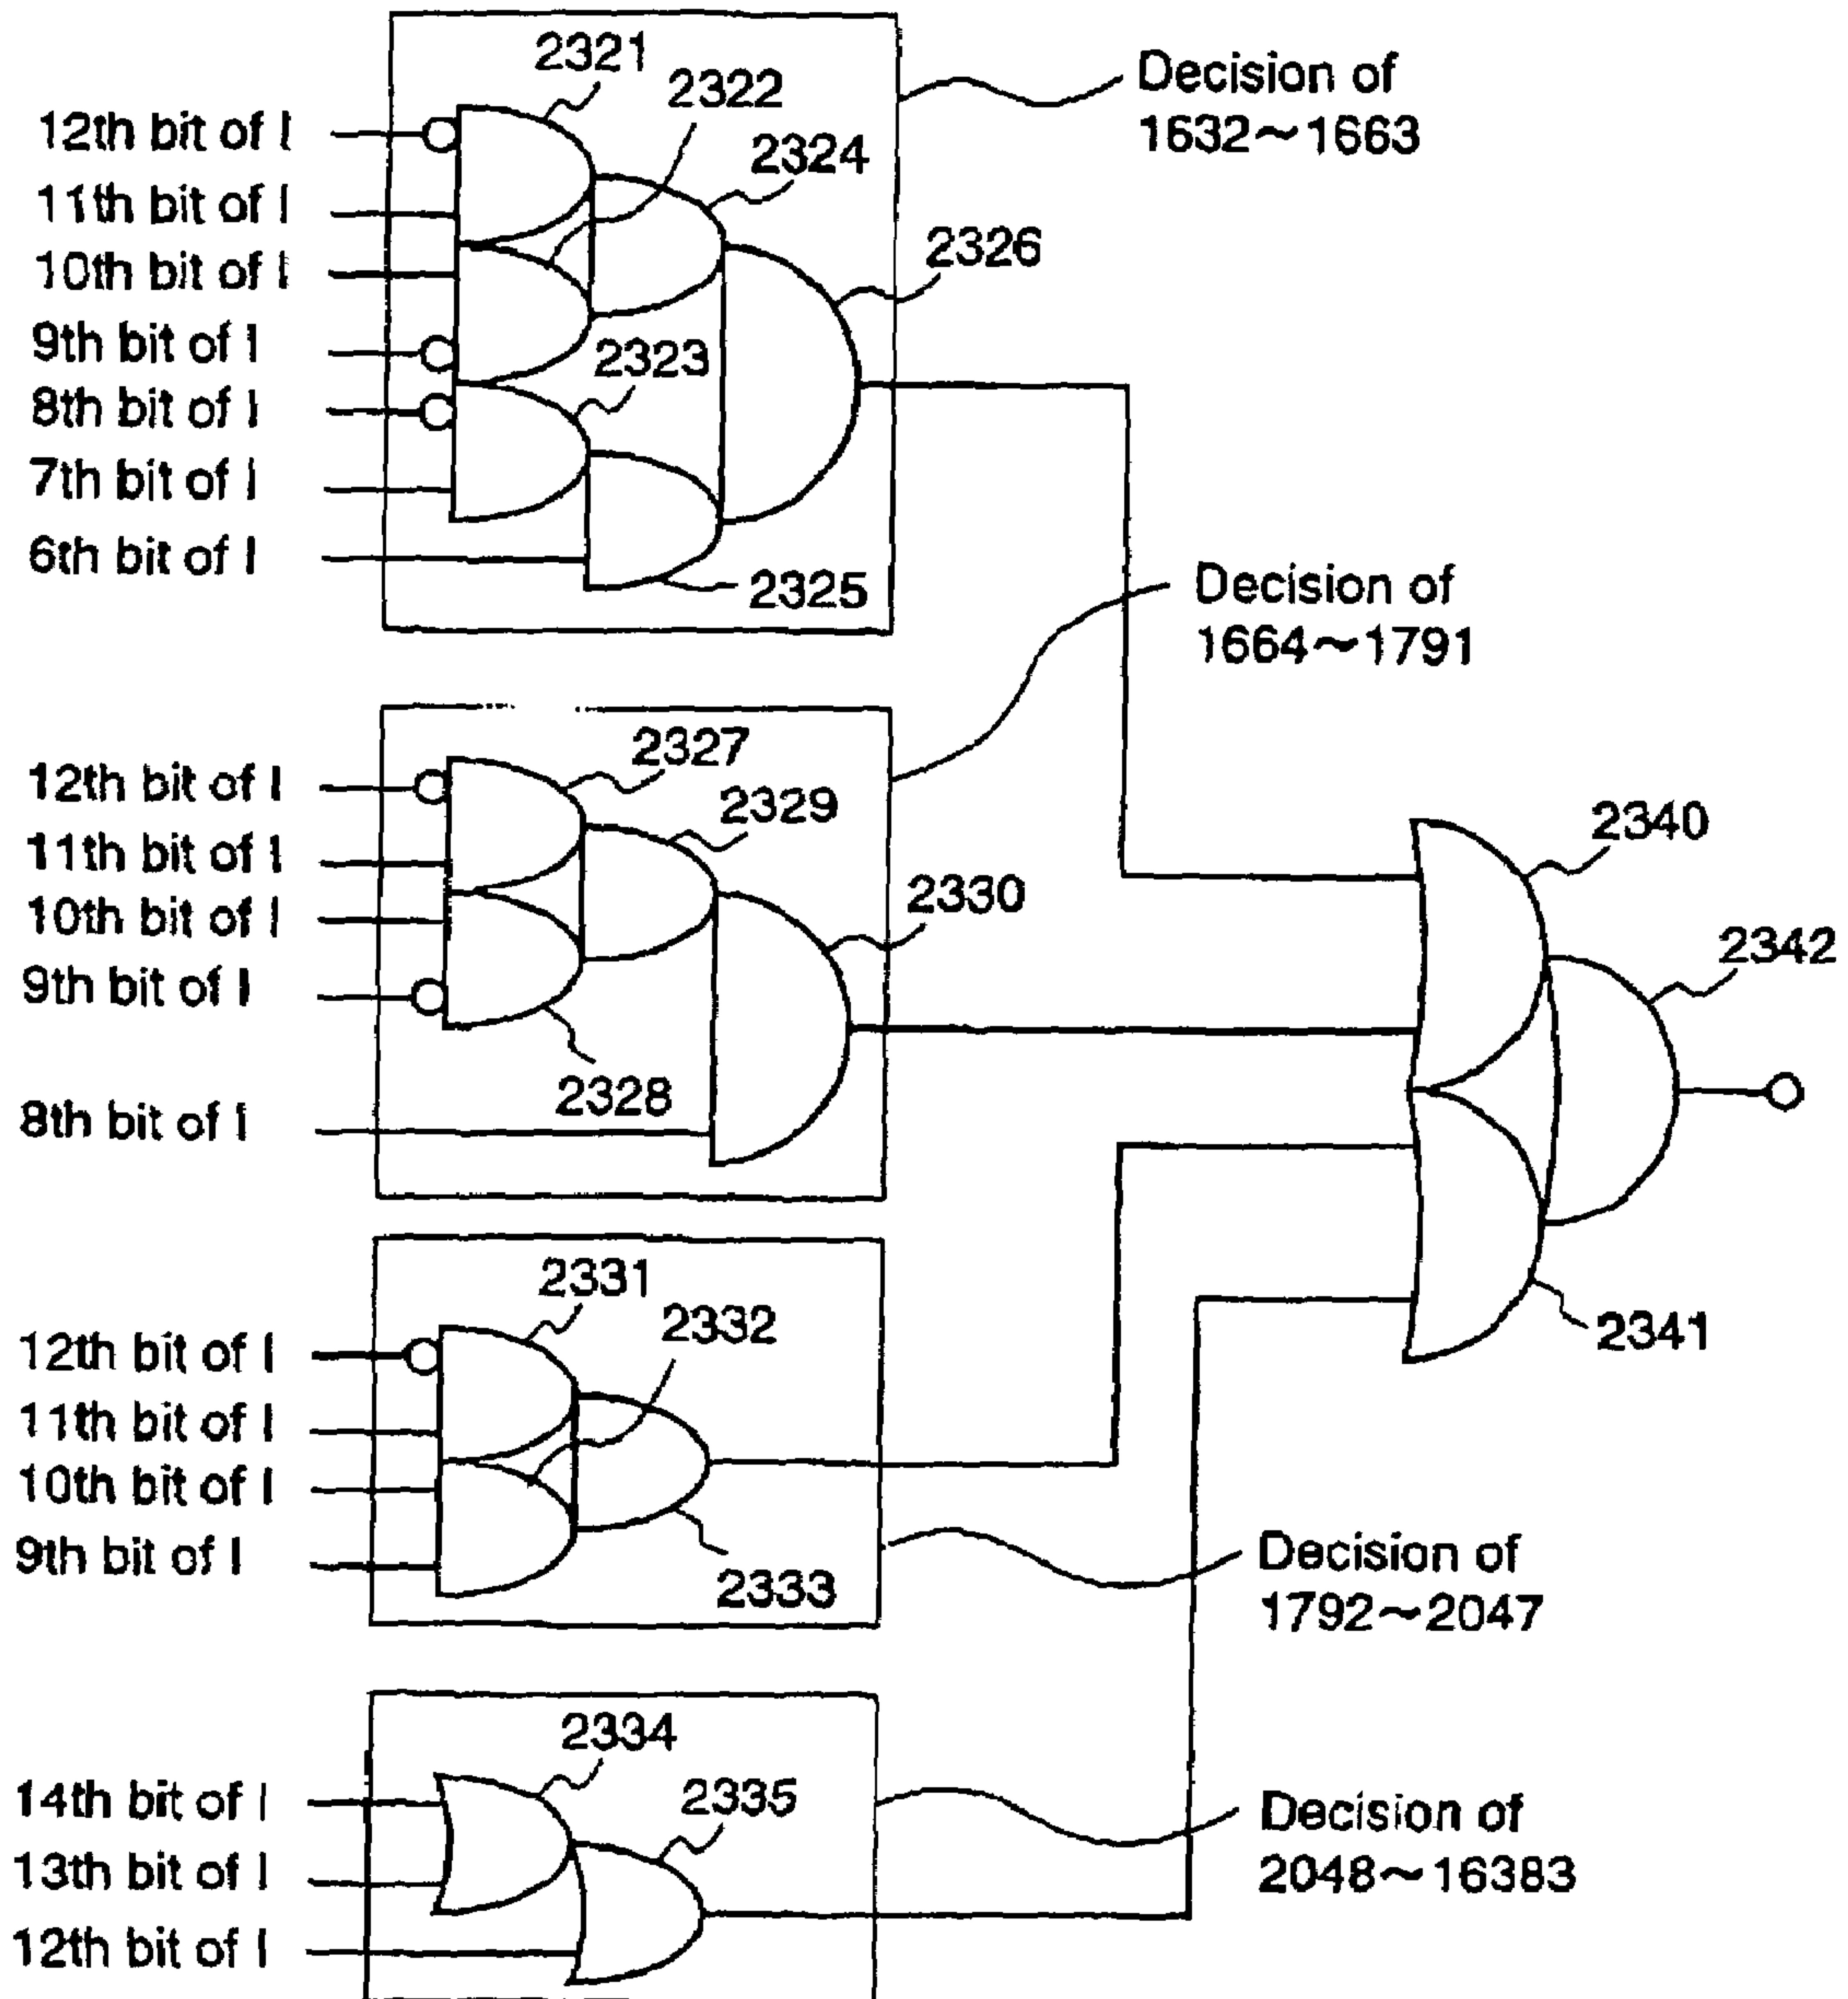 2321
2322
2324
2326
2323
2325
12th bit of I
11th bit of I
10th bit of I
9th bit of I
8th bit of I
7th bit of I
6th bit of I
Decision of
1632~1663
Decision of
1664~1791
2327
2329
2330
2328
12th bit of I
11th bit of I
10th bit of I
9th bit of I
8th bit of I
2340
2342
2341
2331
2332
2333
12th bit of I
11th bit of I
10th bit of I
9th bit of I
Decision of
1792~2047
2334
2335
14th bit of I
13th bit of I
12th bit of I
Decision of
2048~16383